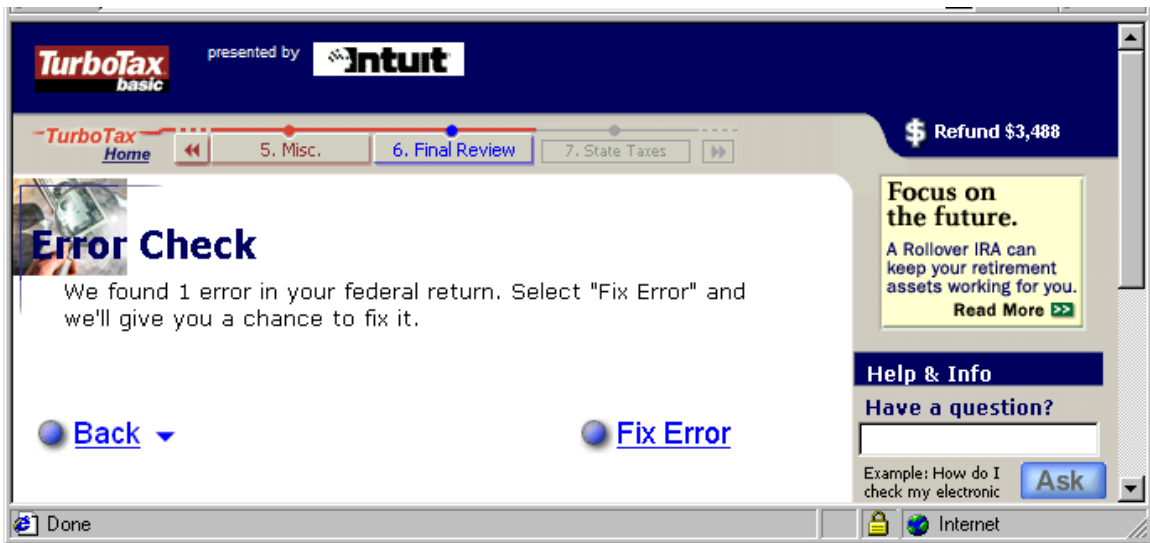 TurboTax
basic
presented by
Intuit
TurboTax
Home
5. Misc.
6. Final Review
7. State Taxes
Refund $3,488
Error Check
We found 1 error in your federal return. Select "Fix Error" and
we'll give you a chance to fix it.
Back
Fix Error
Focus on
the future.
A Rollover IRA can
keep your retirement
assets working for you.
Read More
Help & Info
Have a question?
Example: How do I
check my electronic
Ask
Done
Internet